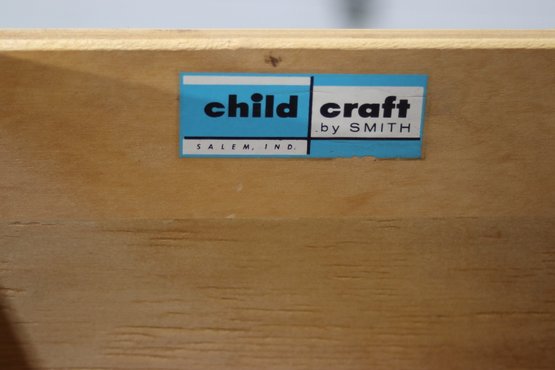 child craft
by SMITH
SALEM, IND.